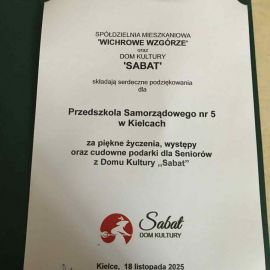 SPÓŁDZIELNIA MIESZKANIOWA
"WICHROWE WZGÓRZE"
oraz
DOM KULTURY
'SABAT'
składają serdeczne podziękowania
dla
Przedszkola Samorządowego nr 5
w Kielcach
za piękne życzenia, występy
oraz cudowne podarki dla Seniorów
z Domu Kultury „Sabat"
Sabat
DOM KULTURY
Kielce, 18 listopada 2025